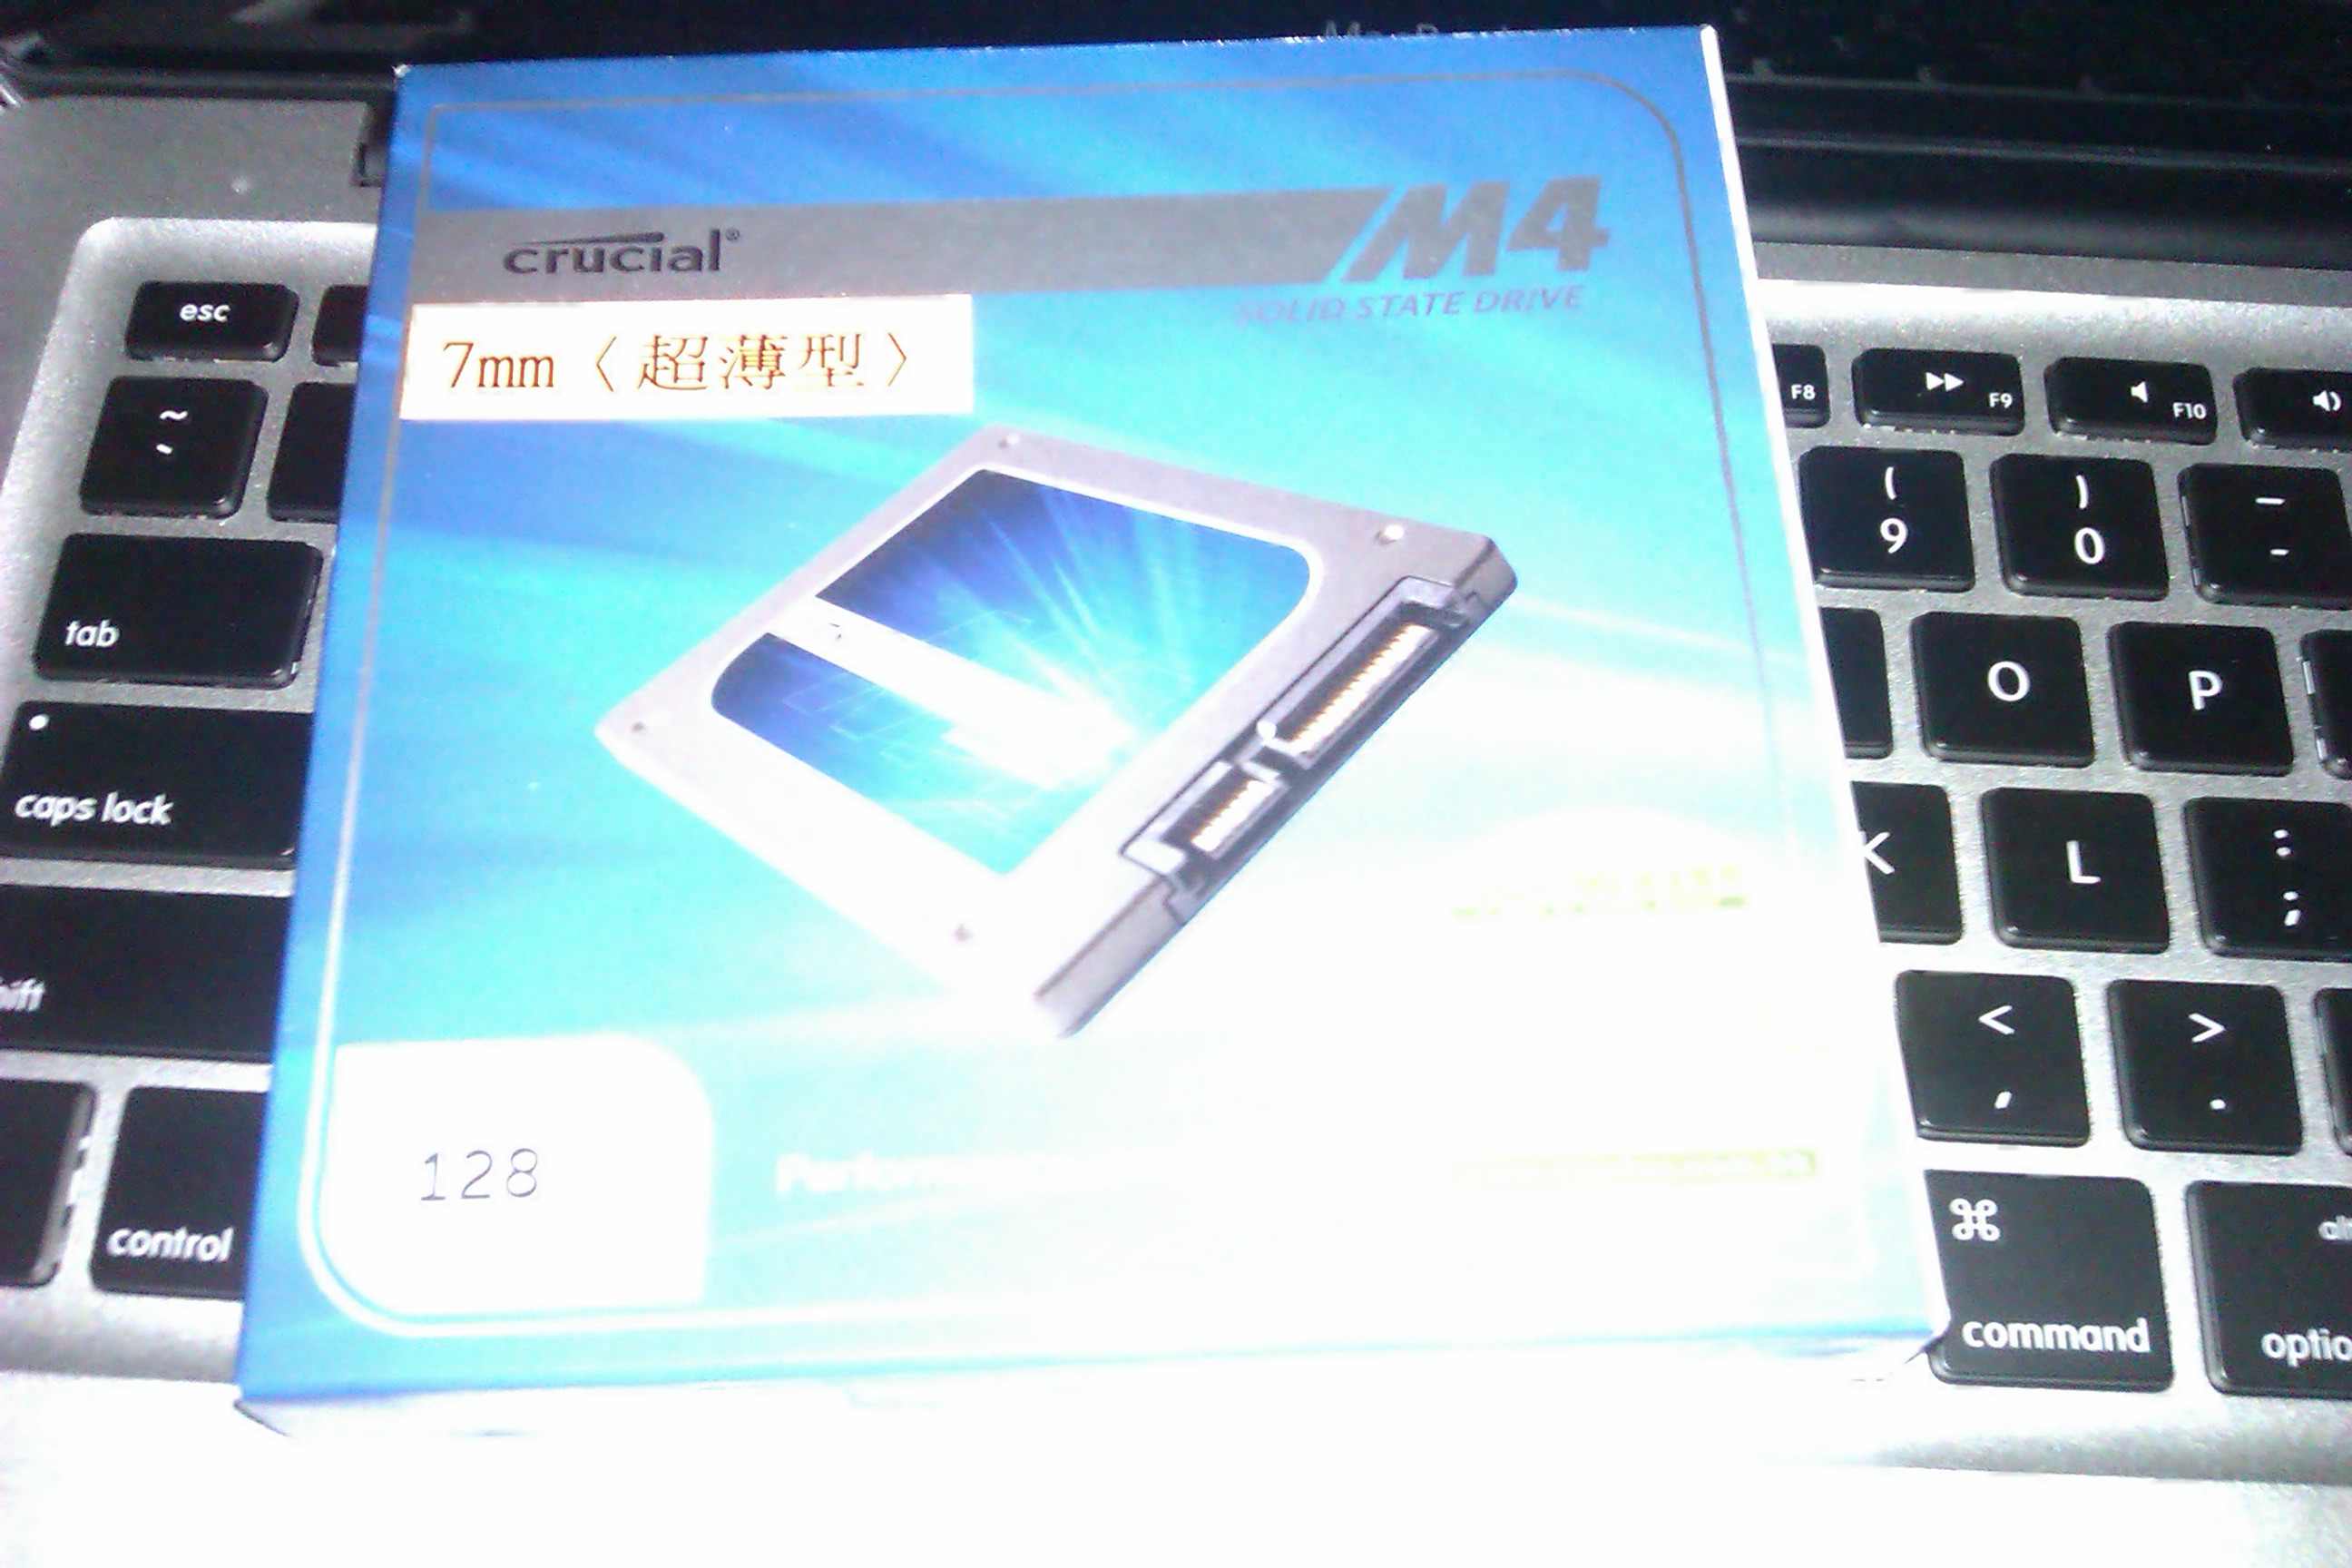 crucial®
M4
SOLID STATE DRIVE
7mm〈超薄型〉
128
esc
~
`
tab
caps lock
control
F8
F9
F10
(
9
)
0
_
-
O
P
K
L
:
;
<
,
>
.
⌘
command